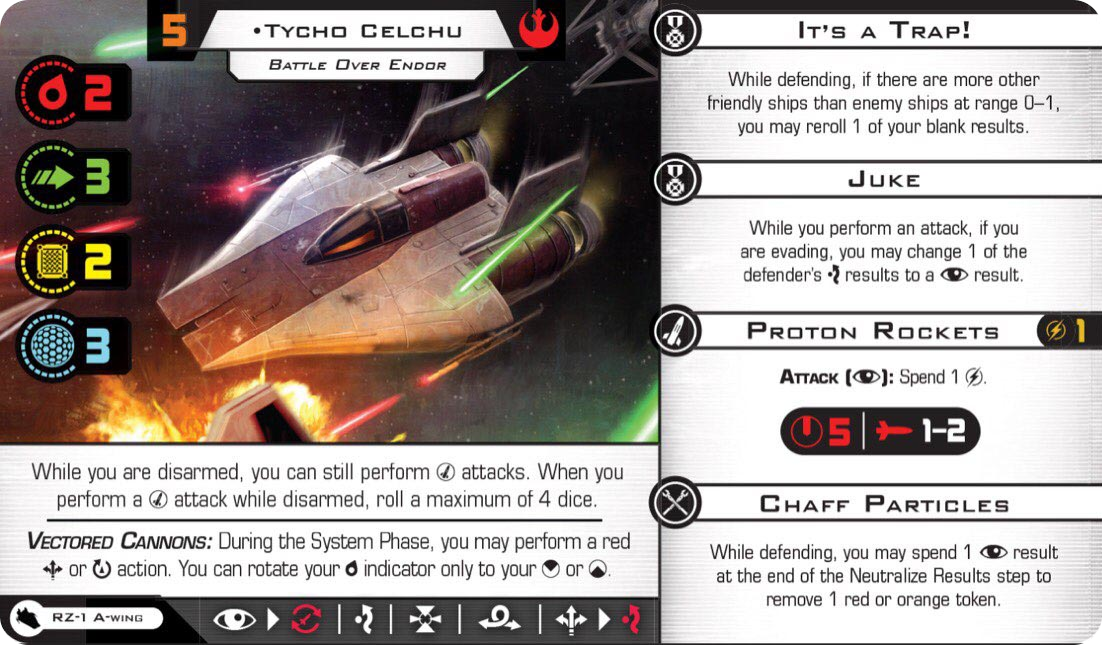 5
•Tycho Celchu
Battle Over Endor
2
3
2
3
While you are disarmed, you can still perform attacks. When you
perform a attack while disarmed, roll a maximum of 4 dice.
Vectored Cannons: During the System Phase, you may perform a red
or action. You can rotate your indicator only to your or .
RZ-1 A-wing
It's a Trap!
While defending, if there are more other
friendly ships than enemy ships at range 0–1,
you may reroll 1 of your blank results.
Juke
While you perform an attack, if you
are evading, you may change 1 of the
defender's results to a result.
Proton Rockets
1
Attack ( ): Spend 1 .
5 1–2
Chaff Particles
While defending, you may spend 1 result
at the end of the Neutralize Results step to
remove 1 red or orange token.